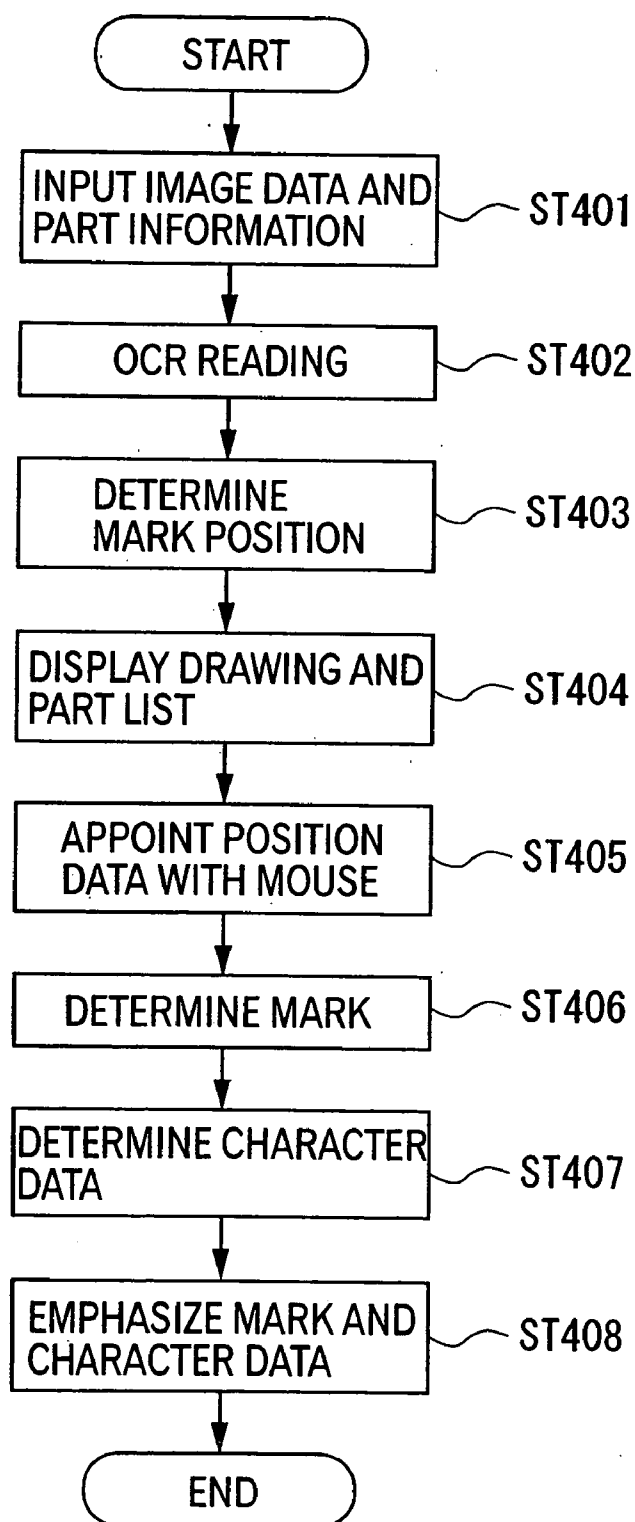 START
INPUT IMAGE DATA AND
PART INFORMATION
ST401
OCR READING
ST402
DETERMINE
MARK POSITION
ST403
DISPLAY DRAWING AND
PART LIST
ST404
APPOINT POSITION
DATA WITH MOUSE
ST405
DETERMINE MARK
ST406
DETERMINE CHARACTER
DATA
ST407
EMPHASIZE MARK AND
CHARACTER DATA
ST408
END